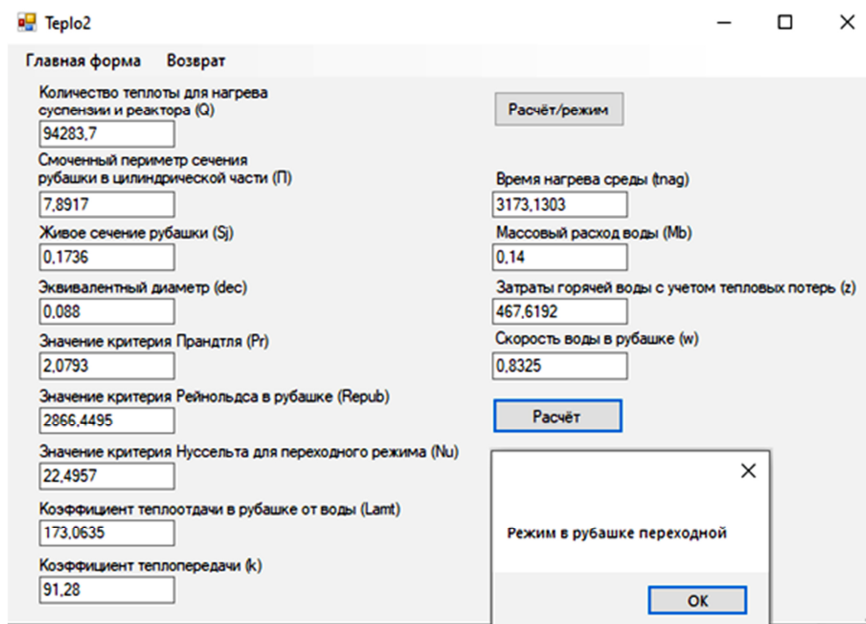 Teplo2
Главная форма Возврат
Количество теплоты для нагрева
суспензии и реактора (Q)
94283,7
Смоченный периметр сечения
рубашки в цилиндрической части (П)
7,8917
Живое сечение рубашки (Sj)
0,1736
Эквивалентный диаметр (dec)
0,088
Значение критерия Прандтля (Pr)
2,0793
Значение критерия Рейнольдса в рубашке (Repub)
2866,4495
Значение критерия Нуссельта для переходного режима (Nu)
22,4957
Коэффициент теплоотдачи в рубашке от воды (Lamt)
173,0635
Коэффициент теплопередачи (k)
91,28
Расчёт/режим
Время нагрева среды (tnag)
3173,1303
Массовый расход воды (Mb)
0,14
Затраты горячей воды с учетом тепловых потерь (z)
467,6192
Скорость воды в рубашке (w)
0,8325
Расчёт
Режим в рубашке переходной
ОК